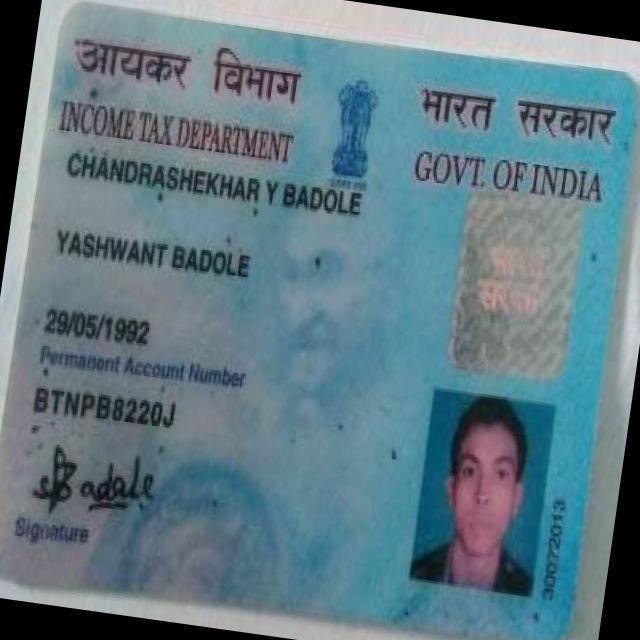 आयकर विभाग
भारत सरकार
INCOME TAX DEPARTMENT
GOVT. OF INDIA
CHANDRASHEKHAR Y BADOLE
YASHWANT BADOLE
29/05/1992
Permanent Account Number
BTNPB8220J
Badole
Signature
30072013